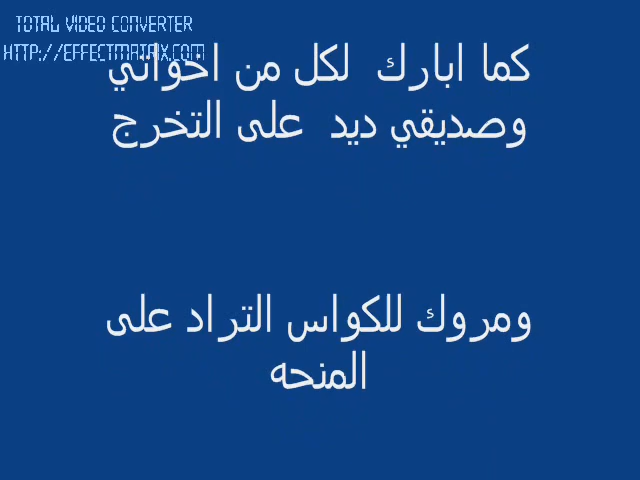 TOTAL VIDEO CONVERTER
HTTP://EFFECTMATRIX.COM
كما ابارك لكل من اخواني
وصديقي ديد على التخرج
ومروك للكواس التراد على
المنحه